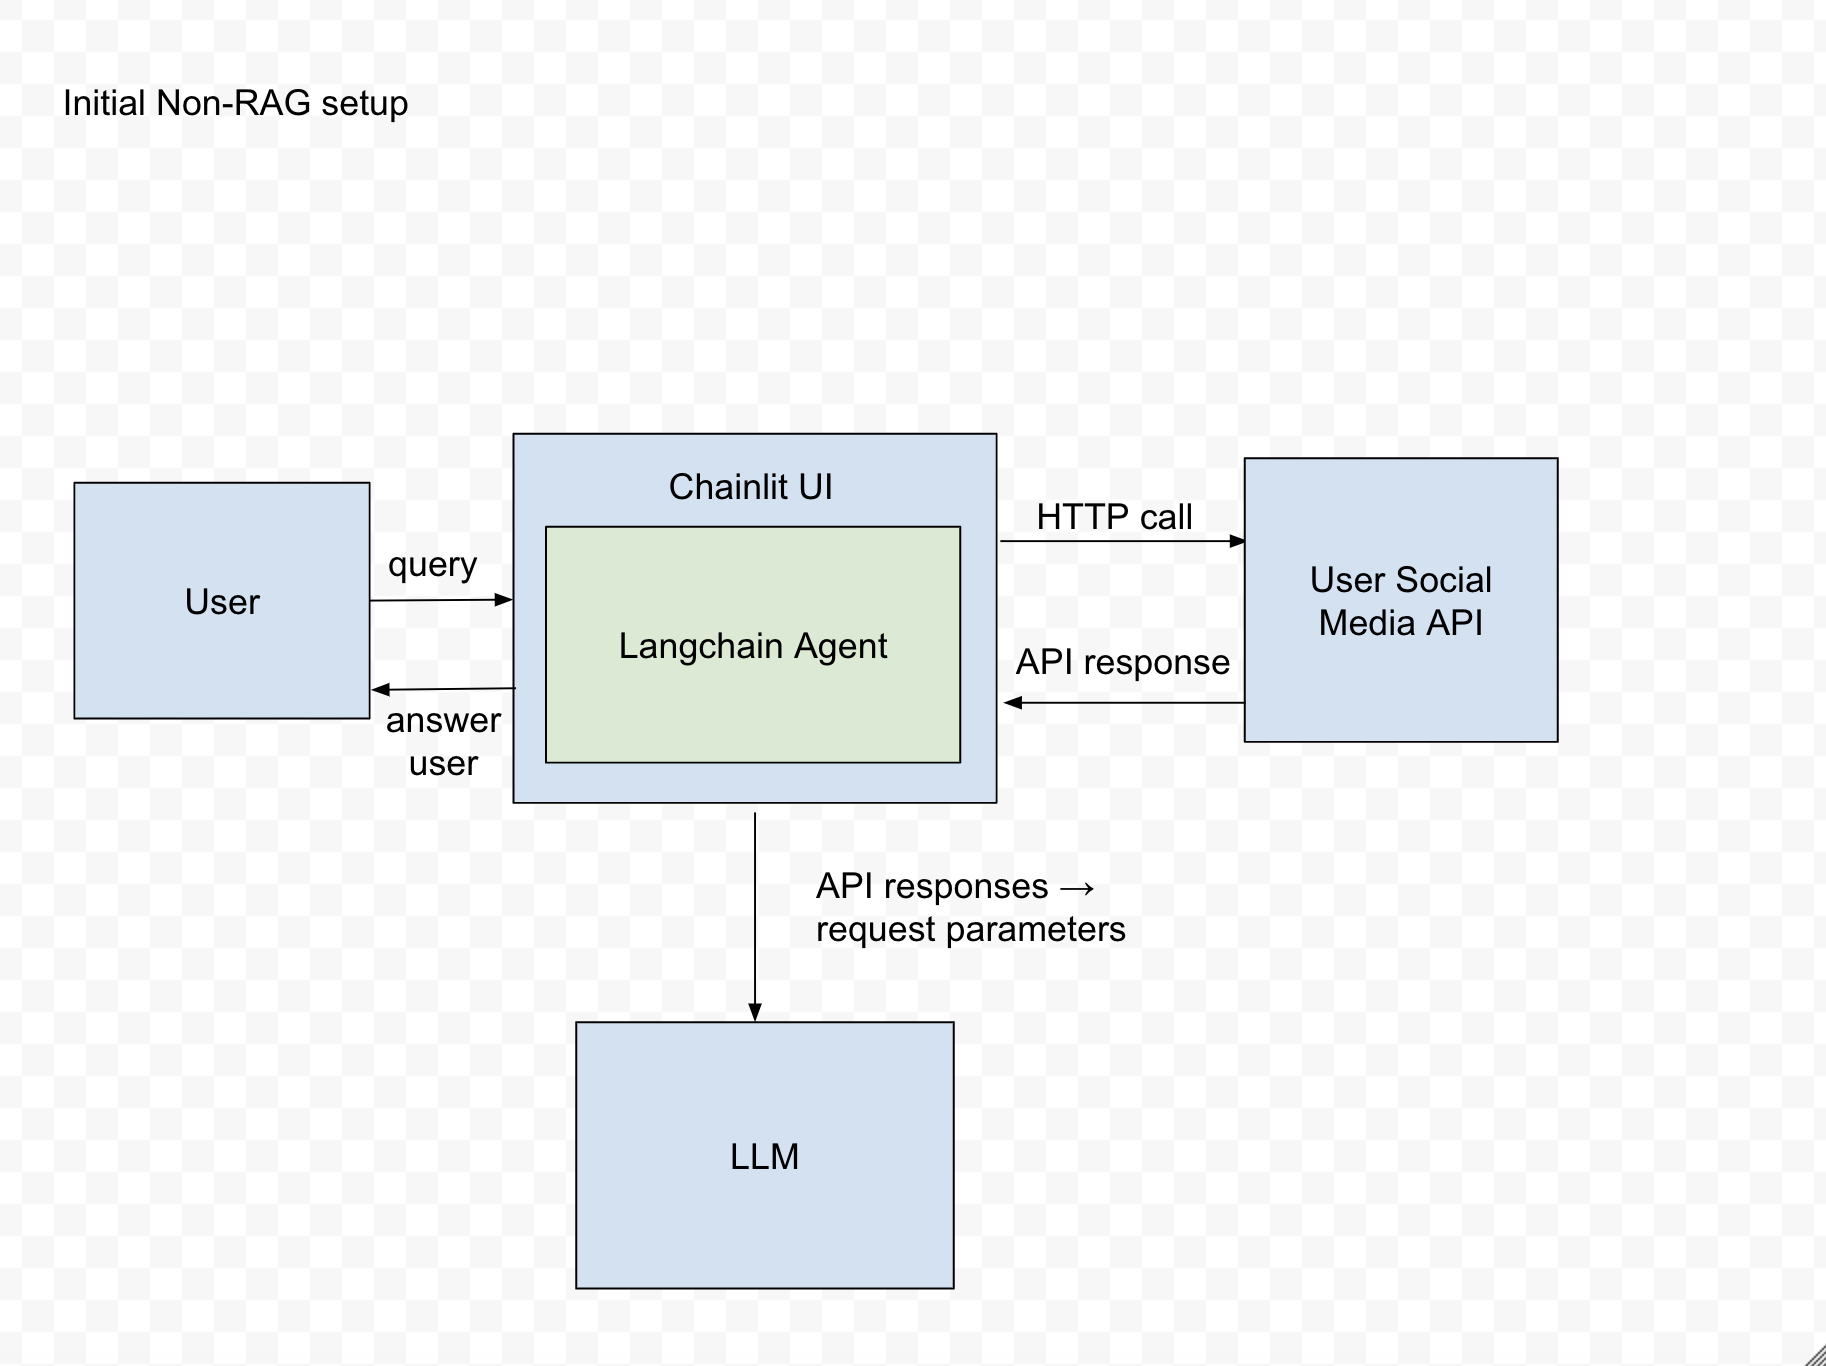 Initial Non-RAG setup
Chainlit UI
HTTP call
query
User
User Social
Media API
Langchain Agent
API response
answer
user
API responses →
request parameters
LLM